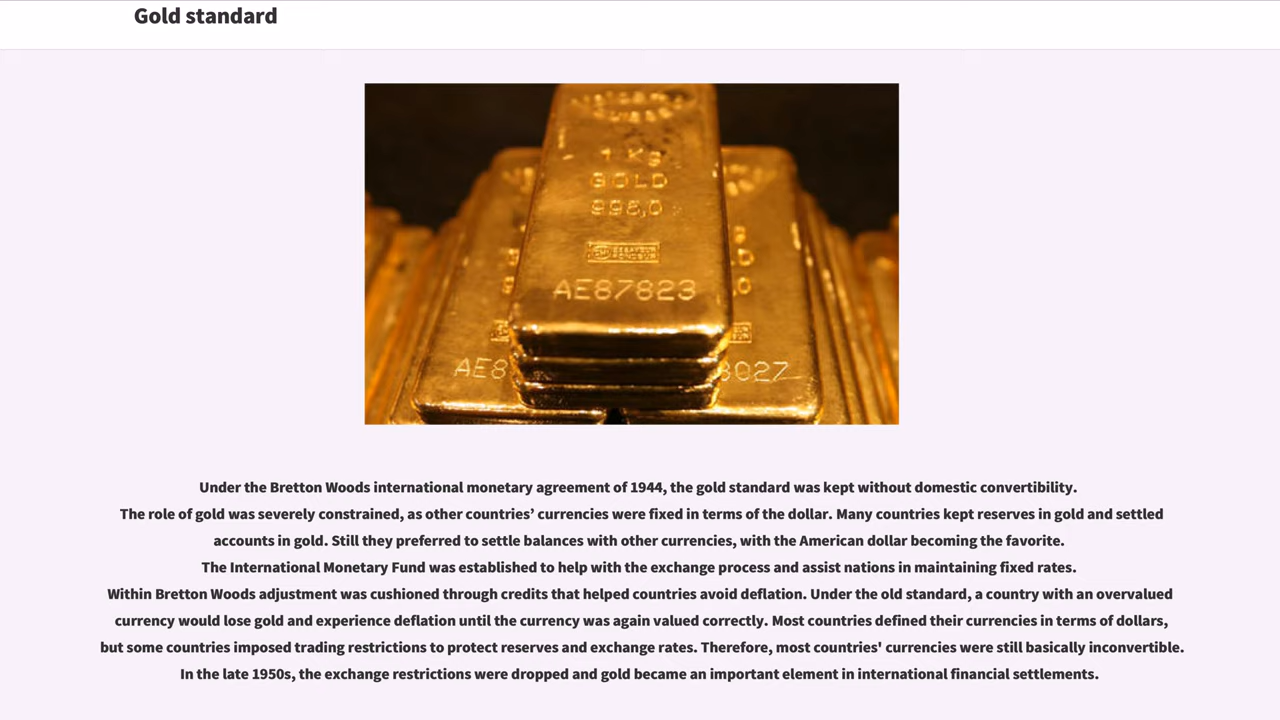 Gold standard
SUISSE
1 Kg
GOLD
AE87823
AE8
Under the Bretton Woods international monetary agreement of 1944, the gold standard was kept without domestic convertibility.
The role of gold was severely constrained, as other countries’ currencies were fixed in terms of the dollar. Many countries kept reserves in gold and settled
accounts in gold. Still they preferred to settle balances with other currencies, with the American dollar becoming the favorite.
The International Monetary Fund was established to help with the exchange process and assist nations in maintaining fixed rates.
Within Bretton Woods adjustment was cushioned through credits that helped countries avoid deflation. Under the old standard, a country with an overvalued
currency would lose gold and experience deflation until the currency was again valued correctly. Most countries defined their currencies in terms of dollars,
but some countries imposed trading restrictions to protect reserves and exchange rates. Therefore, most countries' currencies were still basically inconvertible.
In the late 1950s, the exchange restrictions were dropped and gold became an important element in international financial settlements.